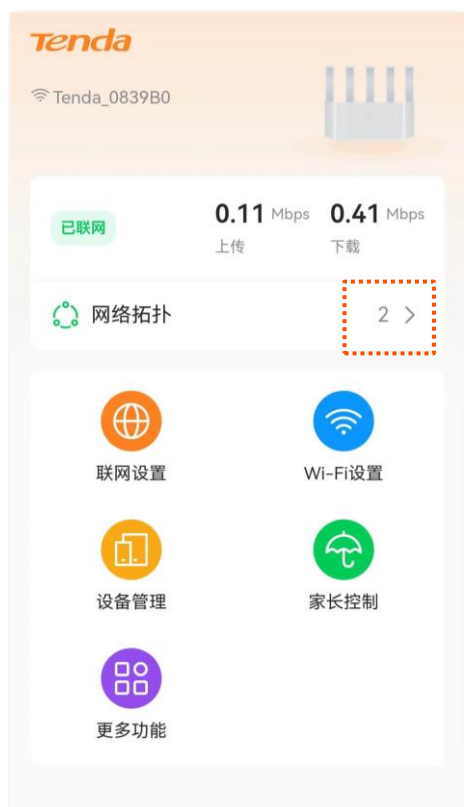 Tenda
Tenda_0839B0
已联网
0.11 Mbps 0.41 Mbps
上传 下载
网络拓扑 2
联网设置 Wi-Fi设置
设备管理 家长控制
更多功能